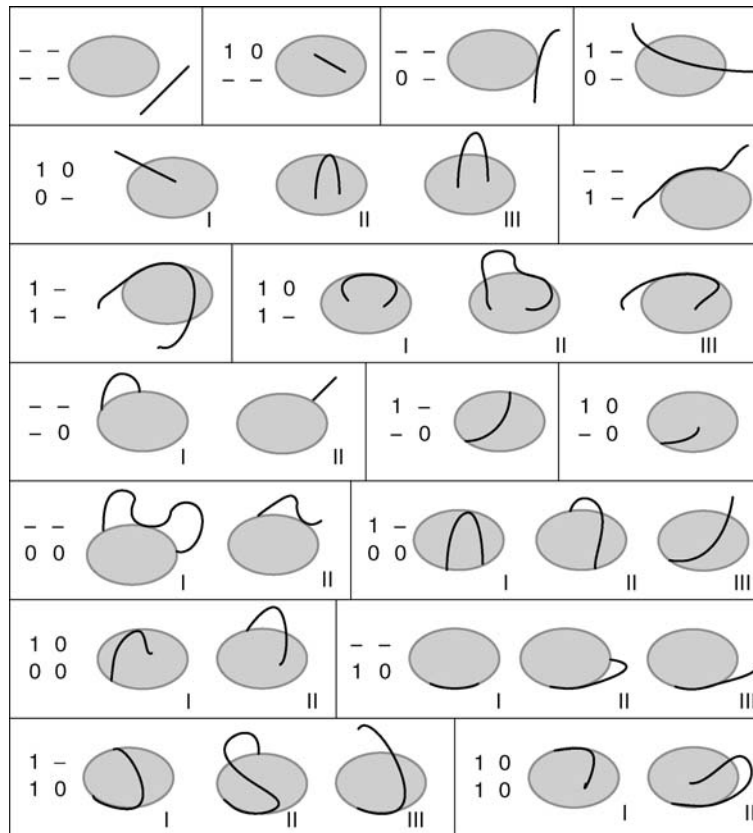 – – 1 0 – – 1 –
– – – – 0 – 0 –
1 0 – –
0 – 1 –
I II III
1 – 1 0
1 – 1 –
I II III
– – 1 – 1 0
– 0 – 0 – 0
I II
– – 1 –
0 0 0 0
I II I II III
1 0 – –
0 0 1 0
I II I II III
1 – 1 0
1 0 1 0
I II III I II